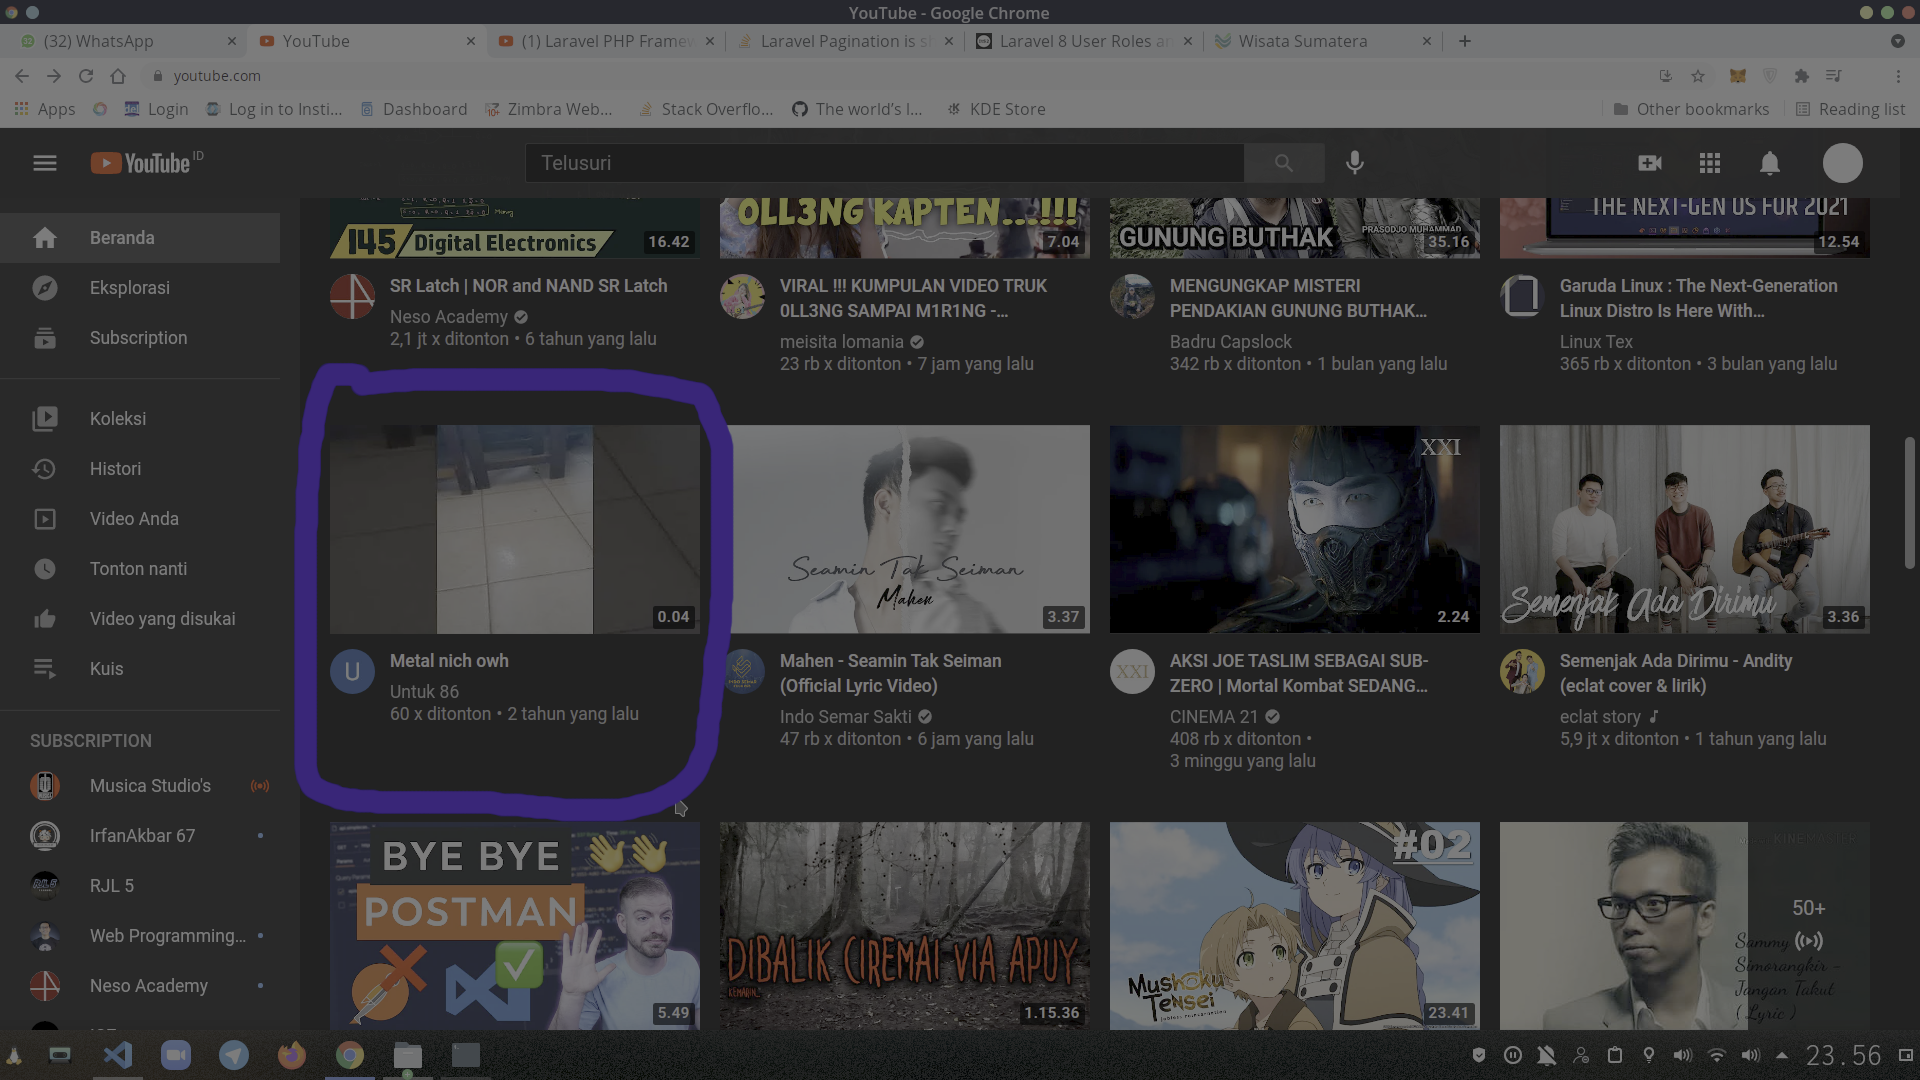 YouTube - Google Chrome
(32) WhatsApp
YouTube
(1) Laravel PHP Framew
Laravel Pagination is s
Laravel 8 User Roles an
Wisata Sumatera
youtube.com
Apps
Login
Log in to Insti...
Dashboard
Zimbra Web...
Stack Overflo...
The world's l...
KDE Store
Other bookmarks
Reading list
YouTube ID
Telusuri
Beranda
Eksplorasi
Subscription
Koleksi
Histori
Video Anda
Tonton nanti
Video yang disukai
Kuis
SUBSCRIPTION
Musica Studio's
IrfanAkbar 67
RJL 5
Web Programming...
Neso Academy
145 Digital Electronics
16.42
SR Latch | NOR and NAND SR Latch
Neso Academy
2,1 jt x ditonton • 6 tahun yang lalu
OLL3NG KAPTEN...!!!
7.04
VIRAL !!! KUMPULAN VIDEO TRUK
0LL3NG SAMPAI M1R1NG -...
meisita lomania
23 rb x ditonton • 7 jam yang lalu
GUNUNG BUTHAK
PRASODJO MUHAMMAD
35.16
MENGUNGKAP MISTERI
PENDAKIAN GUNUNG BUTHAK...
Badru Capslock
342 rb x ditonton • 1 bulan yang lalu
THE NEXT-GEN OS FOR 2021
12.54
Garuda Linux : The Next-Generation
Linux Distro Is Here With...
Linux Tex
365 rb x ditonton • 3 bulan yang lalu
0.04
U
Metal nich owh
Untuk 86
60 x ditonton • 2 tahun yang lalu
Seamin Tak Seiman
Mahen
3.37
Mahen - Seamin Tak Seiman
(Official Lyric Video)
Indo Semar Sakti
47 rb x ditonton • 6 jam yang lalu
XXI
2.24
XXI
AKSI JOE TASLIM SEBAGAI SUB-
ZERO | Mortal Kombat SEDANG...
CINEMA 21
408 rb x ditonton •
3 minggu yang lalu
Semenjak Ada Dirimu
3.36
Semenjak Ada Dirimu - Andity
(eclat cover & lirik)
eclat story
5,9 jt x ditonton • 1 tahun yang lalu
BYE BYE
POSTMAN
5.49
DIBALIK CIREMAI VIA APUY
KEMARIN..
1.15.36
#02
Mushoku
Tensei
23.41
KINEMASTER
50+
Sammy
Simorangkir -
Jangan Takut
( Lyric )
23.56